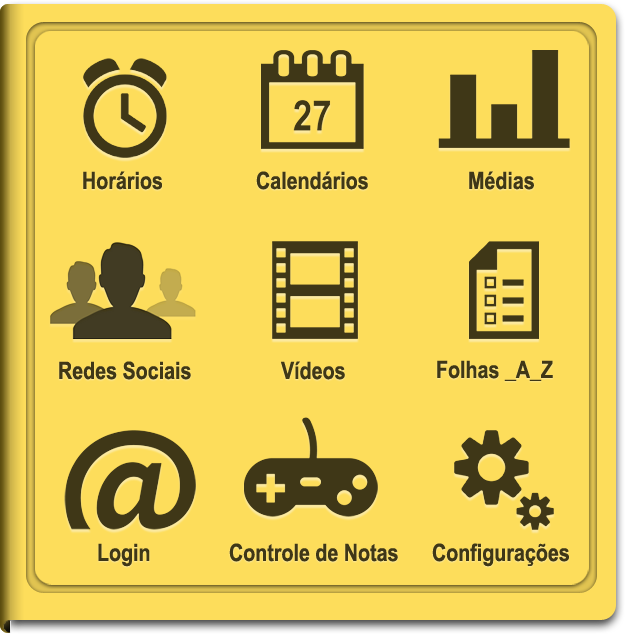 27
Horários
Calendários
Médias
Redes Sociais
Vídeos
Folhas _A_Z
Login
Controle de Notas
Configurações